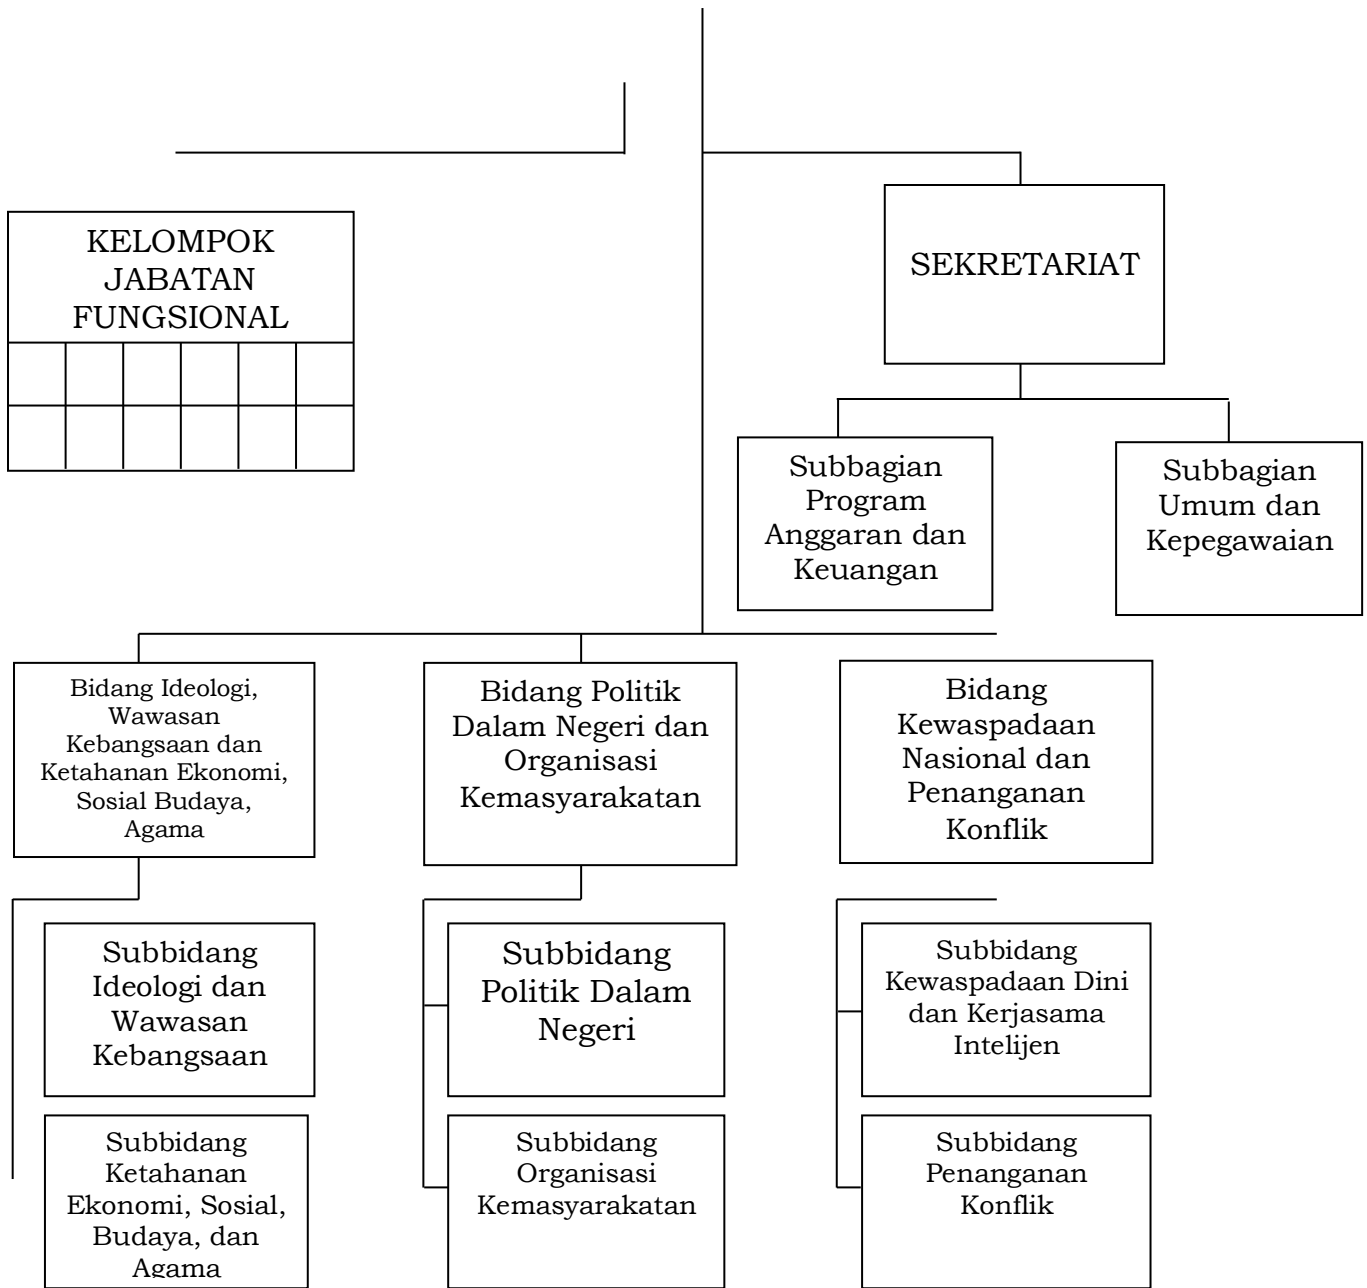 KELOMPOK
JABATAN
FUNGSIONAL
SEKRETARIAT
Subbagian
Program
Anggaran dan
Keuangan
Subbagian
Umum dan
Kepegawaian
Bidang Ideologi,
Wawasan
Kebangsaan dan
Ketahanan Ekonomi,
Sosial Budaya,
Agama
Bidang Politik
Dalam Negeri dan
Organisasi
Kemasyarakatan
Bidang
Kewaspadaan
Nasional dan
Penanganan
Konflik
Subbidang
Ideologi dan
Wawasan
Kebangsaan
Subbidang
Politik Dalam
Negeri
Subbidang
Kewaspadaan Dini
dan Kerjasama
Intelijen
Subbidang
Ketahanan
Ekonomi, Sosial,
Budaya, dan
Agama
Subbidang
Organisasi
Kemasyarakatan
Subbidang
Penanganan
Konflik